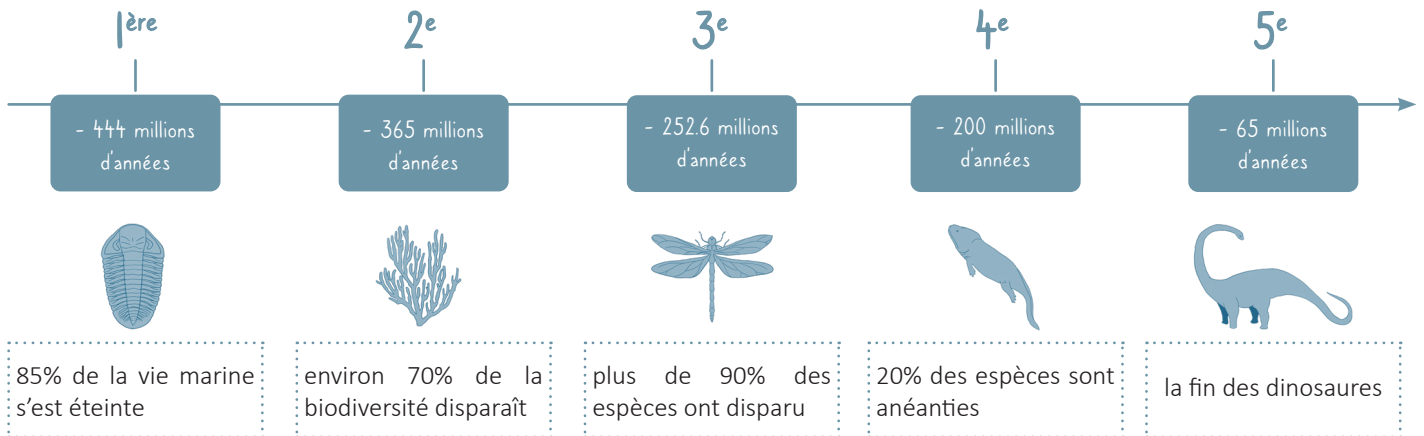 1ère
2e
3e
4e
5e
- 444 millions
d'années
- 365 millions
d'années
- 252.6 millions
d'années
- 200 millions
d'années
- 65 millions
d'années
85% de la vie marine
s'est éteinte
environ 70% de la
biodiversité disparaît
plus de 90% des
espèces ont disparu
20% des espèces sont
anéanties
la fin des dinosaures